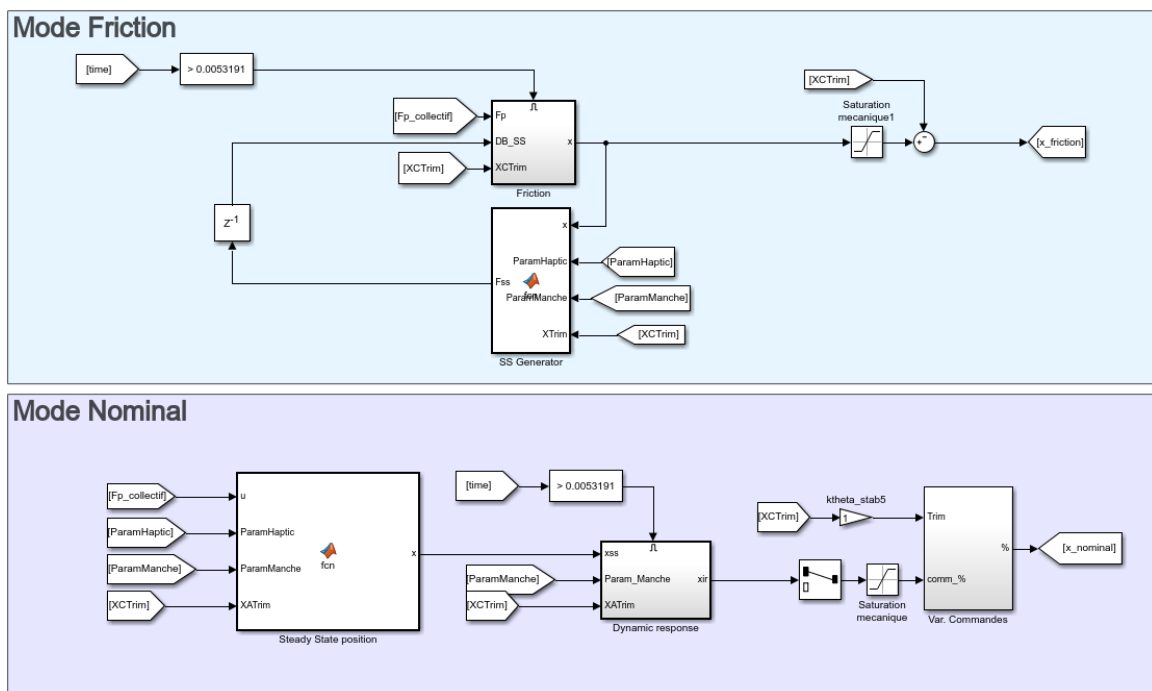 Mode Friction
[time]
> 0.0053191
[XCTrim]
[Fp_collectif]
Fp
Saturation
mecanique1
DB_SS
x
+
−
[x_friction]
[XCTrim]
XCTrim
Friction
z-1
x
ParamHaptic
[ParamHaptic]
Fss
fcn
ParamManche
[ParamManche]
XTrim
[XCTrim]
SS Generator
Mode Nominal
[Fp_collectif]
u
[time]
> 0.0053191
ktheta_stab5
[XCTrim]
1
Trim
[ParamHaptic]
ParamHaptic
x
xss
%
[x_nominal]
fcn
[ParamManche]
ParamManche
[ParamManche]
Param_Manche
xir
comm_%
[XCTrim]
XATrim
[XCTrim]
XATrim
Saturation
mecanique
Var. Commandes
Steady State position
Dynamic response